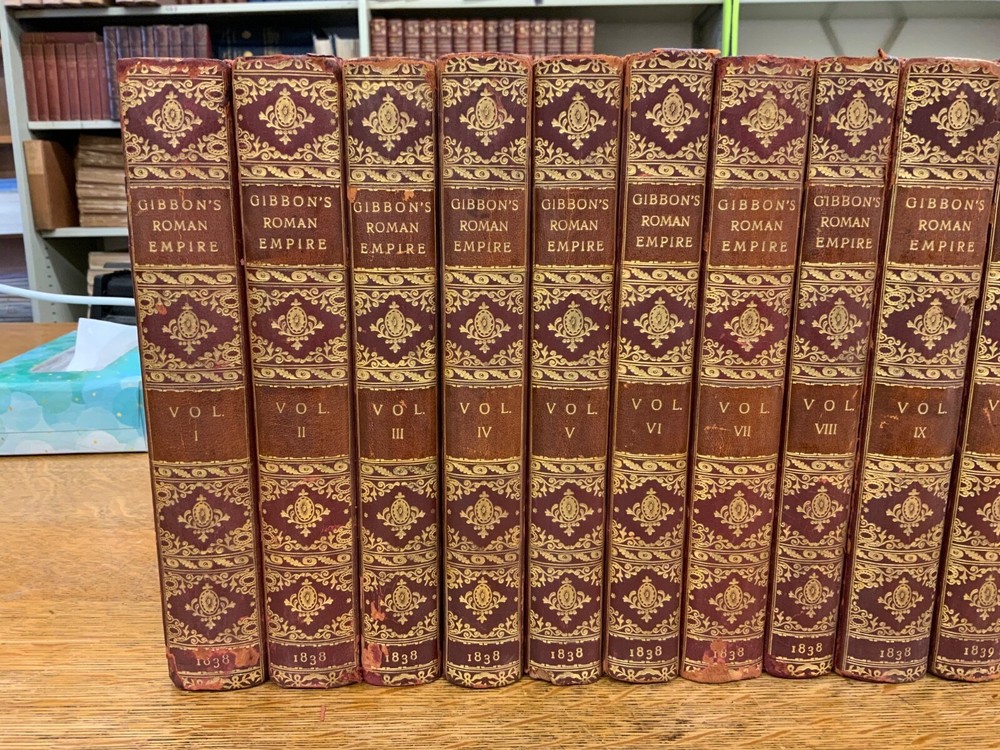 GIBBON'S
ROMAN
EMPIRE
VOL.
I
1838
GIBBON'S
ROMAN
EMPIRE
VOL.
II
1838
GIBBON'S
ROMAN
EMPIRE
VOL.
III
1838
GIBBON'S
ROMAN
EMPIRE
VOL.
IV
1838
GIBBON'S
ROMAN
EMPIRE
VOL.
V
1838
GIBBON'S
ROMAN
EMPIRE
VOL.
VI
1838
GIBBON'S
ROMAN
EMPIRE
VOL.
VII
1838
GIBBON'S
ROMAN
EMPIRE
VOL.
VIII
1838
GIBBON'S
ROMAN
EMPIRE
VOL.
IX
1838
1839